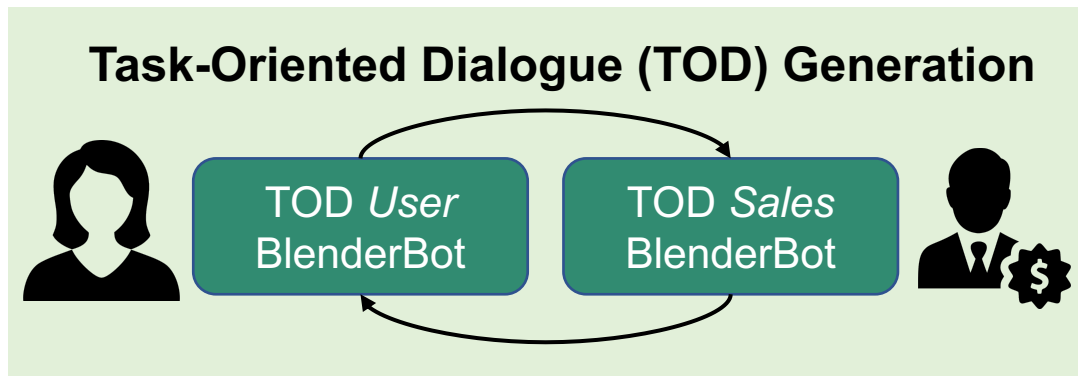 Task-Oriented Dialogue (TOD) Generation
TOD User
BlenderBot
TOD Sales
BlenderBot
$